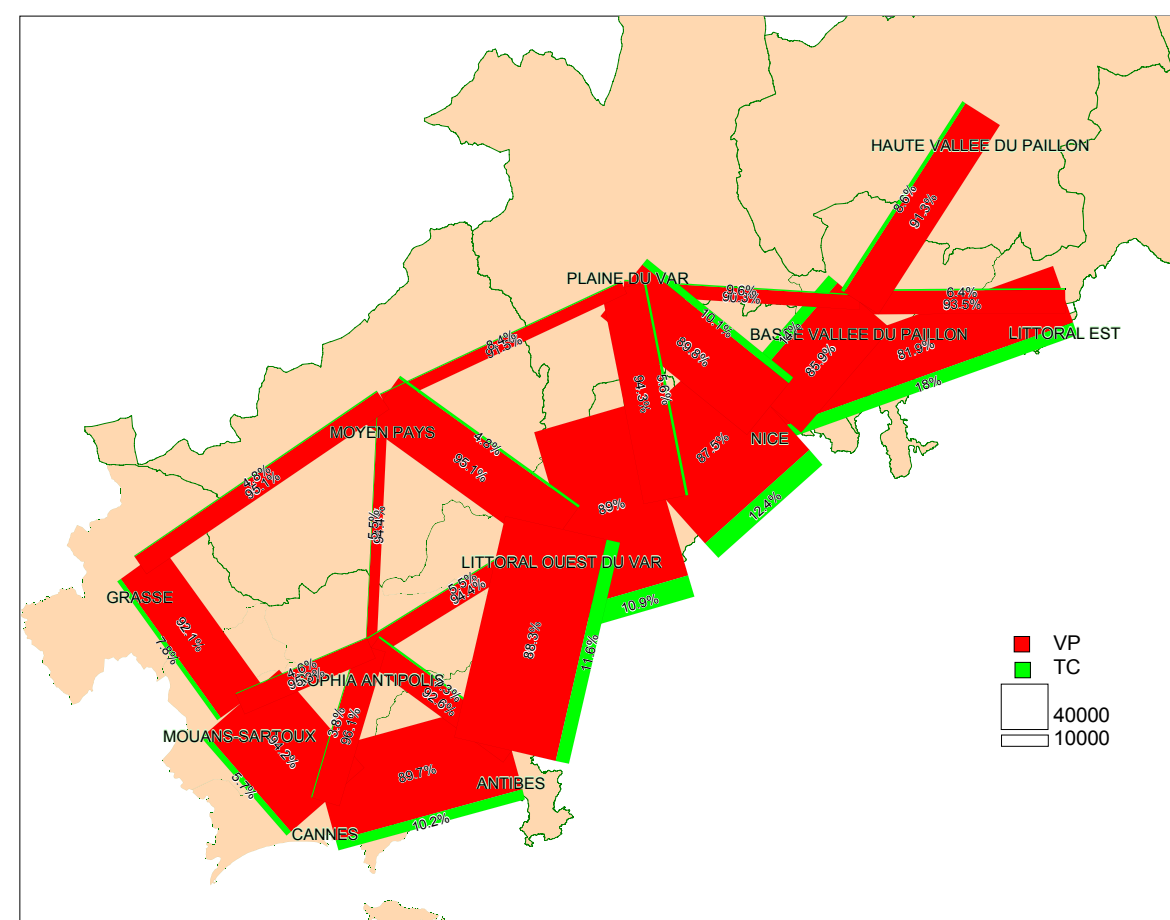 HAUTE VALLEE DU PAILLON
8.6%
91.3%
PLAINE DU VAR
9.6%
90.3%
6.4%
93.5%
10.1%
89.8%
BASSE VALLEE DU PAILLON
LITTORAL EST
85.9%
81.9%
18%
8.4%
94.3%
5.6%
MOYEN PAYS
4.8%
95.1%
NICE
87.5%
12.4%
4.8%
95.1%
89%
5.5%
94.4%
LITTORAL OUEST DU VAR
5.5%
94.4%
10.9%
GRASSE
92.1%
7.8%
88.3%
11.6%
4.6%
SOPHIA ANTIPOLIS
92.6%
VP
TC
40000
10000
3.8%
96.1%
MOUANS-SARTOUX
94.2%
5.7%
89.7%
ANTIBES
10.2%
CANNES